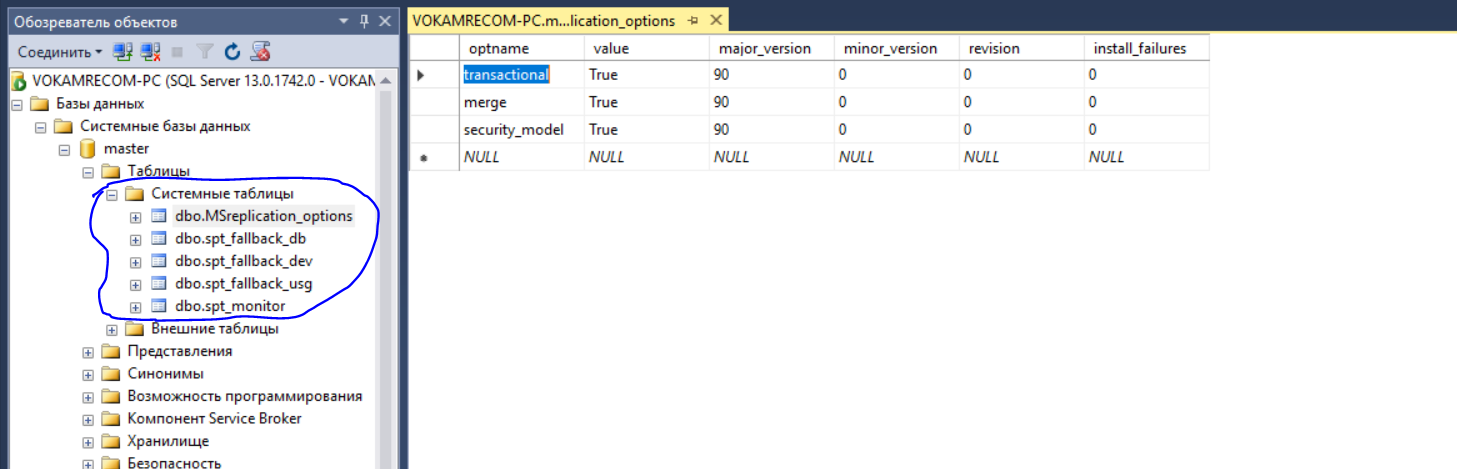 Обозреватель объектов
Соединить
VOKAMRECOM-PC (SQL Server 13.0.1742.0 - VOKAM
Базы данных
Системные базы данных
master
Таблицы
Системные таблицы
dbo.MSreplication_options
dbo.spt_fallback_db
dbo.spt_fallback_dev
dbo.spt_fallback_usg
dbo.spt_monitor
Внешние таблицы
Представления
Синонимы
Возможность программирования
Компонент Service Broker
Хранилище
Безопасность
VOKAMRECOM-PC.m...lication_options
optname value major_version minor_version revision install_failures
transactional True 90 0 0 0
merge True 90 0 0 0
security_model True 90 0 0 0
NULL NULL NULL NULL NULL NULL